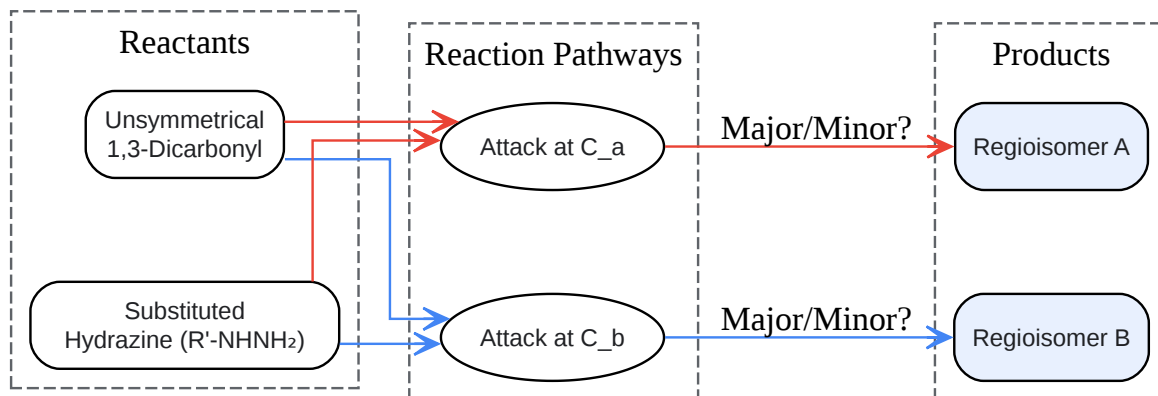 Reactants
Unsymmetrical
1,3-Dicarbonyl
Substituted
Hydrazine (R'-NHNH₂)
Reaction Pathways
Attack at C_a
Attack at C_b
Major/Minor?
Major/Minor?
Products
Regioisomer A
Regioisomer B